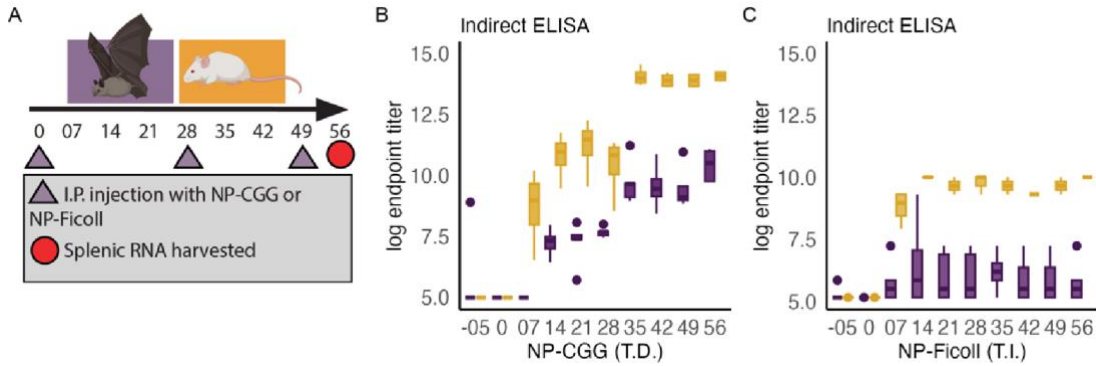 A
0 07 14 21 28 35 42 49 56
I.P. injection with NP-CGG or
NP-Ficoll
Splenic RNA harvested
B
Indirect ELISA
log endpoint titer
15.0
12.5
10.0
7.5
5.0
-05 0 07 14 21 28 35 42 49 56
NP-CGG (T.D.)
C
Indirect ELISA
log endpoint titer
15.0
12.5
10.0
7.5
5.0
-05 0 07 14 21 28 35 42 49 56
NP-Ficoll (T.I.)